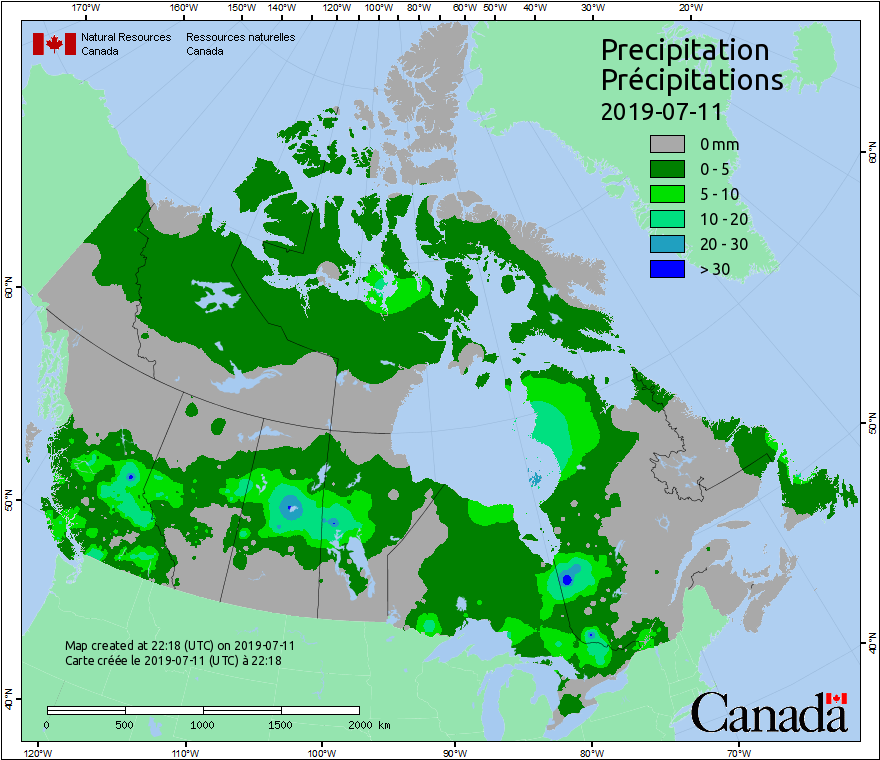 170°W 160°W 150°W 140°W 130°W 120°W 110°W 100°W 90°W 80°W 60°W 50°W 40°W 30°W 20°W
Natural Resources Ressources naturelles
Canada Canada
Precipitation
Précipitations
2019-07-11
0 mm
0 - 5
5 - 10
10 - 20
20 - 30
> 30
60°N
60°N
50°N
50°N
40°N
40°N
Map created at 22:18 (UTC) on 2019-07-11
Carte créée le 2019-07-11 (UTC) à 22:18
0 500 1000 1500 2000 km
Canada
120°W 110°W 100°W 90°W 80°W 70°W